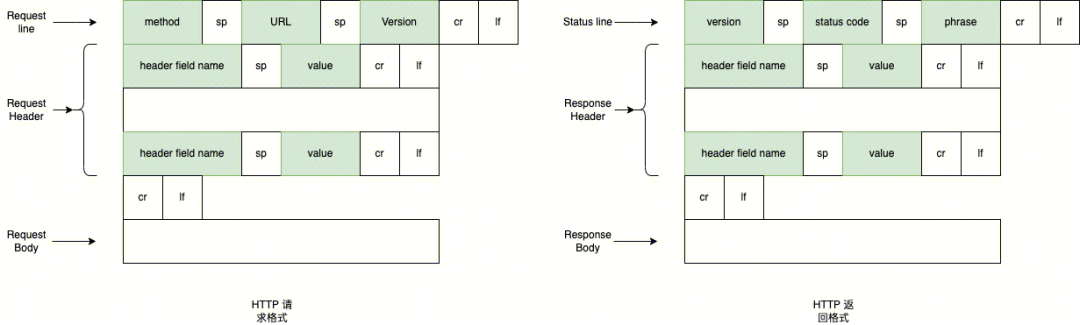 Request line
method sp URL sp Version cr lf
header field name sp value cr lf
Request Header
header field name sp value cr lf
cr lf
Request Body
HTTP 请
求格式
Status line
version sp status code sp phrase cr lf
header field name sp value cr lf
Response Header
header field name sp value cr lf
cr lf
Response Body
HTTP 返
回格式